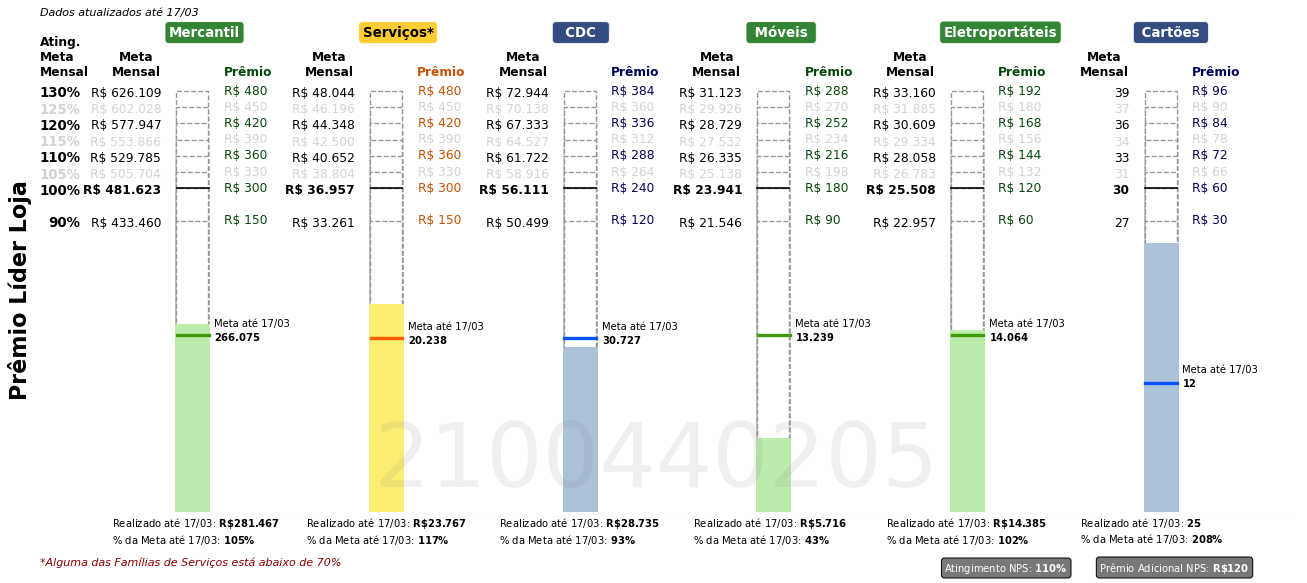 Dados atualizados até 17/03
Mercantil Serviços* CDC Móveis Eletroportáteis Cartões
Ating. Meta Mensal
Meta Mensal Prêmio Meta Mensal Prêmio Meta Mensal Prêmio Meta Mensal Prêmio Meta Mensal Prêmio Meta Mensal Prêmio
130% R$ 626.109 R$ 480 R$ 48.044 R$ 480 R$ 72.944 R$ 384 R$ 31.123 R$ 288 R$ 33.160 R$ 192 39 R$ 96
125% R$ 602.028 R$ 450 R$ 46.196 R$ 450 R$ 70.138 R$ 360 R$ 29.926 R$ 270 R$ 31.885 R$ 180 37 R$ 90
120% R$ 577.947 R$ 420 R$ 44.348 R$ 420 R$ 67.333 R$ 336 R$ 28.729 R$ 252 R$ 30.609 R$ 168 36 R$ 84
115% R$ 553.866 R$ 390 R$ 42.500 R$ 390 R$ 64.527 R$ 312 R$ 27.532 R$ 234 R$ 29.334 R$ 156 34 R$ 78
110% R$ 529.785 R$ 360 R$ 40.652 R$ 360 R$ 61.722 R$ 288 R$ 26.335 R$ 216 R$ 28.058 R$ 144 33 R$ 72
105% R$ 505.704 R$ 330 R$ 38.804 R$ 330 R$ 58.916 R$ 264 R$ 25.138 R$ 198 R$ 26.783 R$ 132 31 R$ 66
100% R$ 481.623 R$ 300 R$ 36.957 R$ 300 R$ 56.111 R$ 240 R$ 23.941 R$ 180 R$ 25.508 R$ 120 30 R$ 60
90% R$ 433.460 R$ 150 R$ 33.261 R$ 150 R$ 50.499 R$ 120 R$ 21.546 R$ 90 R$ 22.957 R$ 60 27 R$ 30
Prêmio Líder Loja
Meta até 17/03 Meta até 17/03 Meta até 17/03 Meta até 17/03 Meta até 17/03
266.075 20.238 30.727 13.239 14.064
Meta até 17/03
12
2100440205
Realizado até 17/03: R$281.467 Realizado até 17/03: R$23.767 Realizado até 17/03: R$28.735 Realizado até 17/03: R$5.716 Realizado até 17/03: R$14.385 Realizado até 17/03: 25
% da Meta até 17/03: 105% % da Meta até 17/03: 117% % da Meta até 17/03: 93% % da Meta até 17/03: 43% % da Meta até 17/03: 102% % da Meta até 17/03: 208%
*Alguma das Famílias de Serviços está abaixo de 70%
Atingimento NPS: 110% Prêmio Adicional NPS: R$120